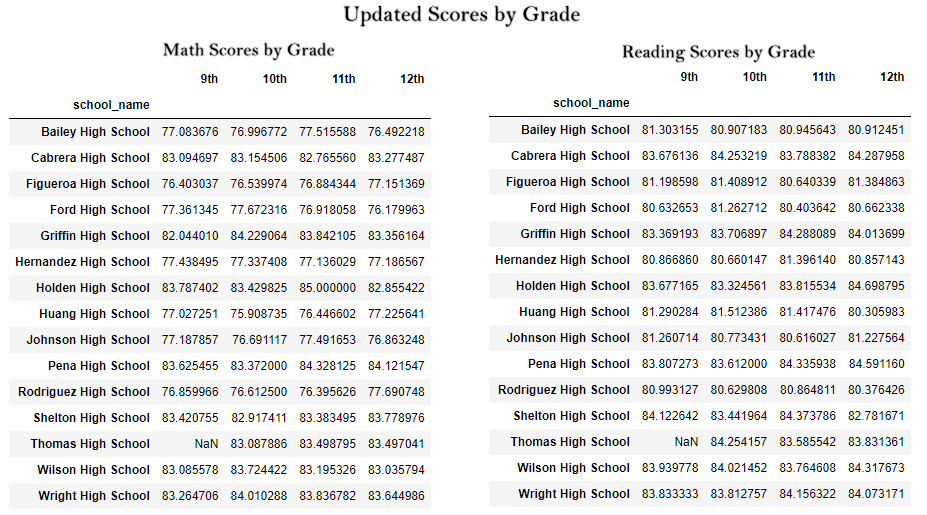 Updated Scores by Grade
Math Scores by Grade
9th 10th 11th 12th
school_name
Bailey High School 77.083676 76.996772 77.515588 76.492218
Cabrera High School 83.094697 83.154506 82.765560 83.277487
Figueroa High School 76.403037 76.539974 76.884344 77.151369
Ford High School 77.361345 77.672316 76.918058 76.179963
Griffin High School 82.044010 84.229064 83.842105 83.356164
Hernandez High School 77.438495 77.337408 77.136029 77.186567
Holden High School 83.787402 83.429825 85.000000 82.855422
Huang High School 77.027251 75.908735 76.446602 77.225641
Johnson High School 77.187857 76.691117 77.491653 76.863248
Pena High School 83.625455 83.372000 84.328125 84.121547
Rodriguez High School 76.859966 76.612500 76.395626 77.690748
Shelton High School 83.420755 82.917411 83.383495 83.778976
Thomas High School NaN 83.087886 83.498795 83.497041
Wilson High School 83.085578 83.724422 83.195326 83.035794
Wright High School 83.264706 84.010288 83.836782 83.644986
Reading Scores by Grade
9th 10th 11th 12th
school_name
Bailey High School 81.303155 80.907183 80.945643 80.912451
Cabrera High School 83.676136 84.253219 83.788382 84.287958
Figueroa High School 81.198598 81.408912 80.640339 81.384863
Ford High School 80.632653 81.262712 80.403642 80.662338
Griffin High School 83.369193 83.706897 84.288089 84.013699
Hernandez High School 80.866860 80.660147 81.396140 80.857143
Holden High School 83.677165 83.324561 83.815534 84.698795
Huang High School 81.290284 81.512386 81.417476 80.305983
Johnson High School 81.260714 80.773431 80.616027 81.227564
Pena High School 83.807273 83.612000 84.335938 84.591160
Rodriguez High School 80.993127 80.629808 80.864811 80.376426
Shelton High School 84.122642 83.441964 84.373786 82.781671
Thomas High School NaN 84.254157 83.585542 83.831361
Wilson High School 83.939778 84.021452 83.764608 84.317673
Wright High School 83.833333 83.812757 84.156322 84.073171